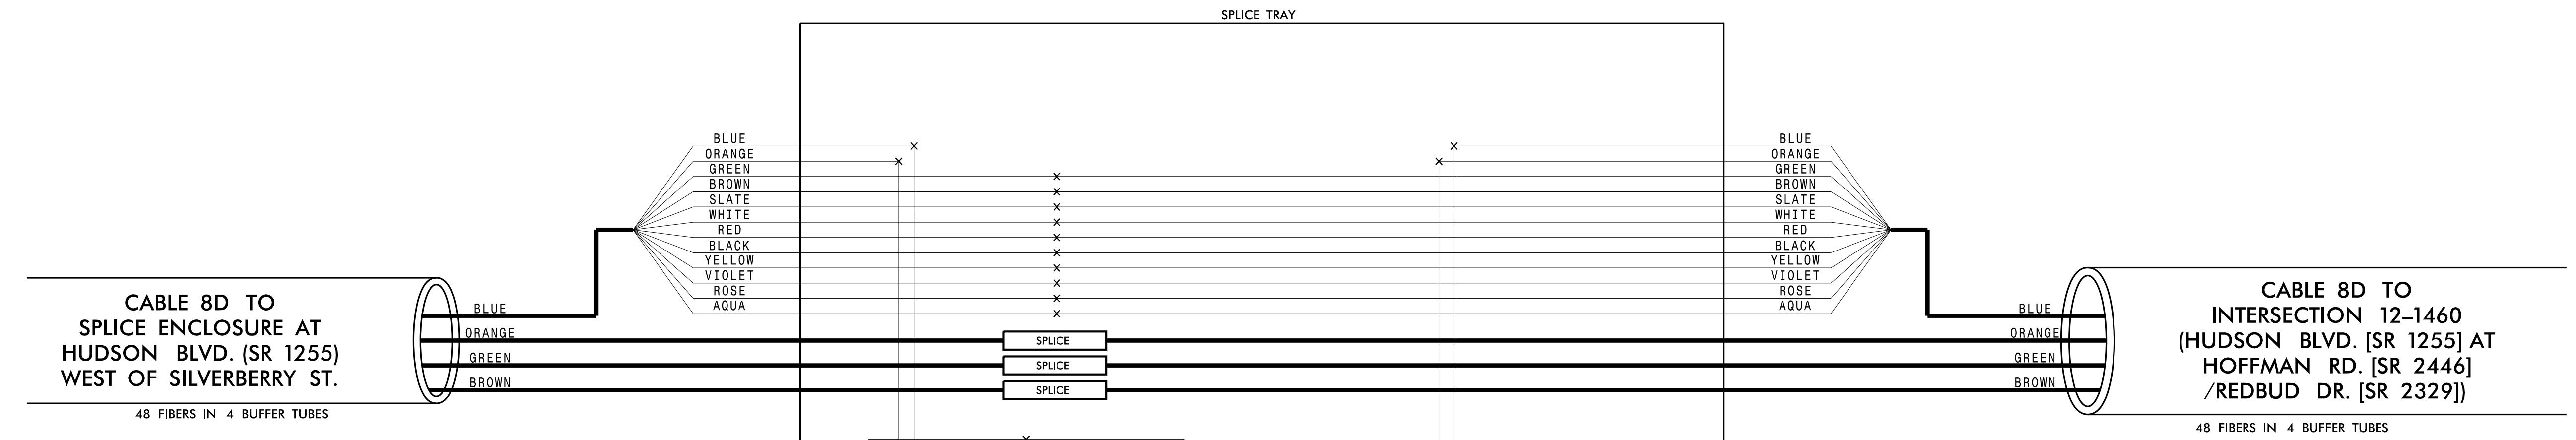 SPLICE TRAY
BLUE
ORANGE
GREEN
BROWN
SLATE
WHITE
RED
BLACK
YELLOW
VIOLET
ROSE
AQUA
BLUE
ORANGE
GREEN
BROWN
SLATE
WHITE
RED
BLACK
YELLOW
VIOLET
ROSE
AQUA
CABLE 8D TO
SPLICE ENCLOSURE AT
HUDSON BLVD. (SR 1255)
WEST OF SILVERBERRY ST.
48 FIBERS IN 4 BUFFER TUBES
BLUE
ORANGE
GREEN
BROWN
SPLICE
SPLICE
SPLICE
BLUE
ORANGE
GREEN
BROWN
CABLE 8D TO
INTERSECTION 12–1460
(HUDSON BLVD. [SR 1255] AT
HOFFMAN RD. [SR 2446]
/REDBUD DR. [SR 2329])
48 FIBERS IN 4 BUFFER TUBES